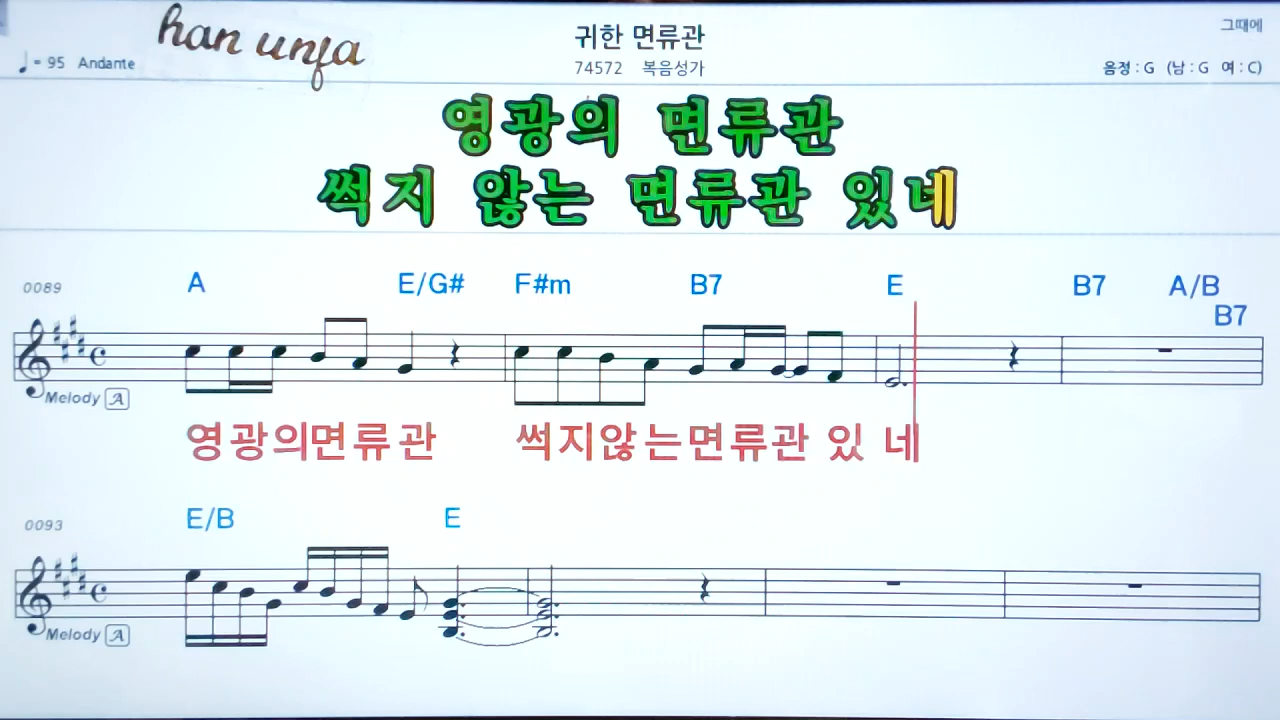 han unfa
귀한 면류관
그때에
♩= 95 Andante
74572 복음성가
음정 : G (남 : G 여 : C)
영광의 면류관
썩지 않는 면류관 있네
0089
A E/G# F#m B7 E B7 A/B
B7
Melody A
영광의면류관 썩지않는면류관 있 네
0093
E/B E
Melody A